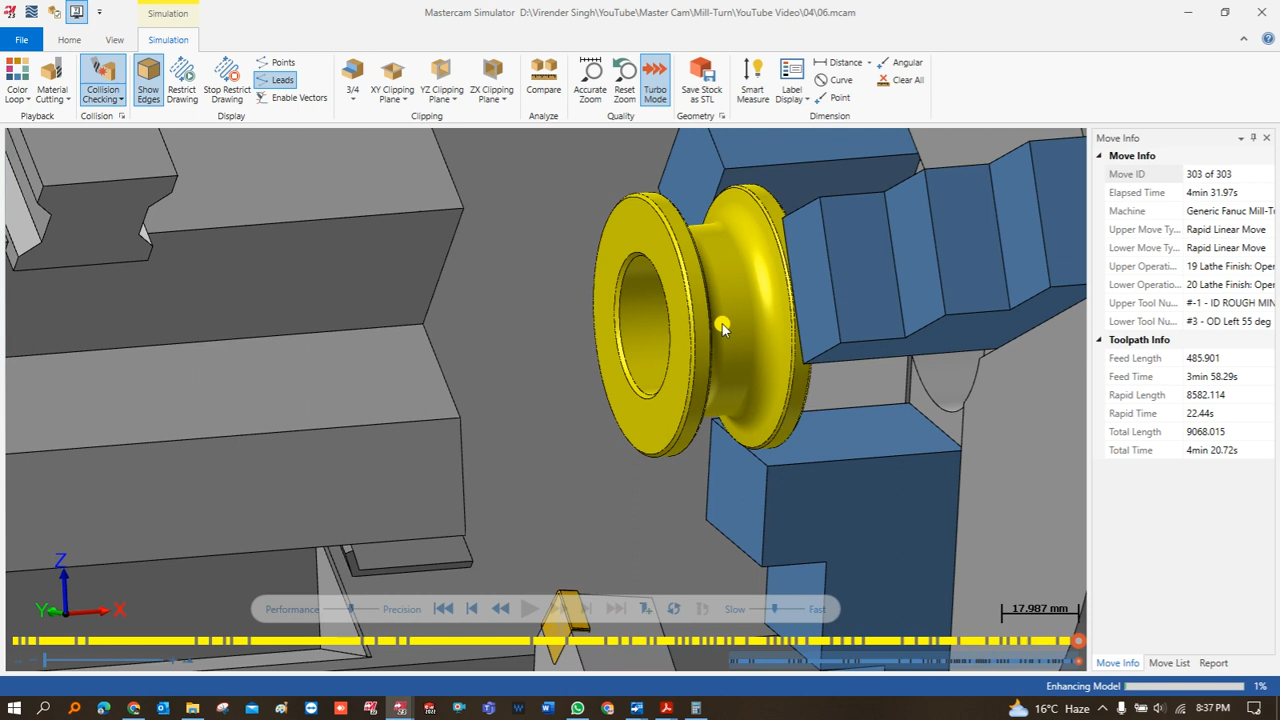 Simulation
Mastercam Simulator D:\Virender Singh\YouTube\Master Cam\Mill-Turn\YouTube Video\04\06.mcam
File
Home
View
Simulation
Color Loop
Material Cutting
Playback
Collision Checking
Collision
Show Edges
Restrict Drawing
Stop Restrict Drawing
Points
Leads
Enable Vectors
Display
3/4
XY Clipping Plane
YZ Clipping Plane
ZX Clipping Plane
Clipping
Compare
Analyze
Accurate Zoom
Reset Zoom
Turbo Mode
Quality
Save Stock as STL
Geometry
Smart Measure
Label Display
Distance
Curve
Point
Angular
Clear All
Dimension
Move Info
Move Info
Move ID 303 of 303
Elapsed Time 4min 31.97s
Machine Generic Fanuc Mill-T
Upper Move Ty... Rapid Linear Move
Lower Move Ty... Rapid Linear Move
Upper Operati... 19 Lathe Finish: Oper
Lower Operatio... 20 Lathe Finish: Oper
Upper Tool Nu... #-1 - ID ROUGH MIN
Lower Tool Nu... #3 - OD Left 55 deg
Toolpath Info
Feed Length 485.901
Feed Time 3min 58.29s
Rapid Length 8582.114
Rapid Time 22.44s
Total Length 9068.015
Total Time 4min 20.72s
Z
Y
X
Performance
Precision
Slow
Fast
17.987 mm
Move Info
Move List
Report
Enhancing Model
1%
16°C Haze
8:37 PM